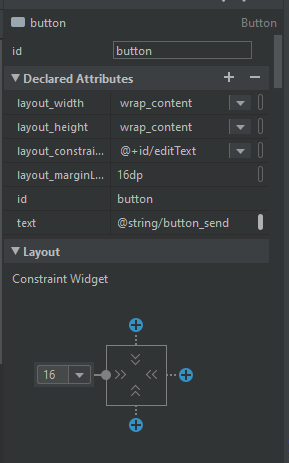 button Button
id button
Declared Attributes
layout_width wrap_content
layout_height wrap_content
layout_constrai... @+id/editText
layout_marginL... 16dp
id button
text @string/button_send
Layout
Constraint Widget
16